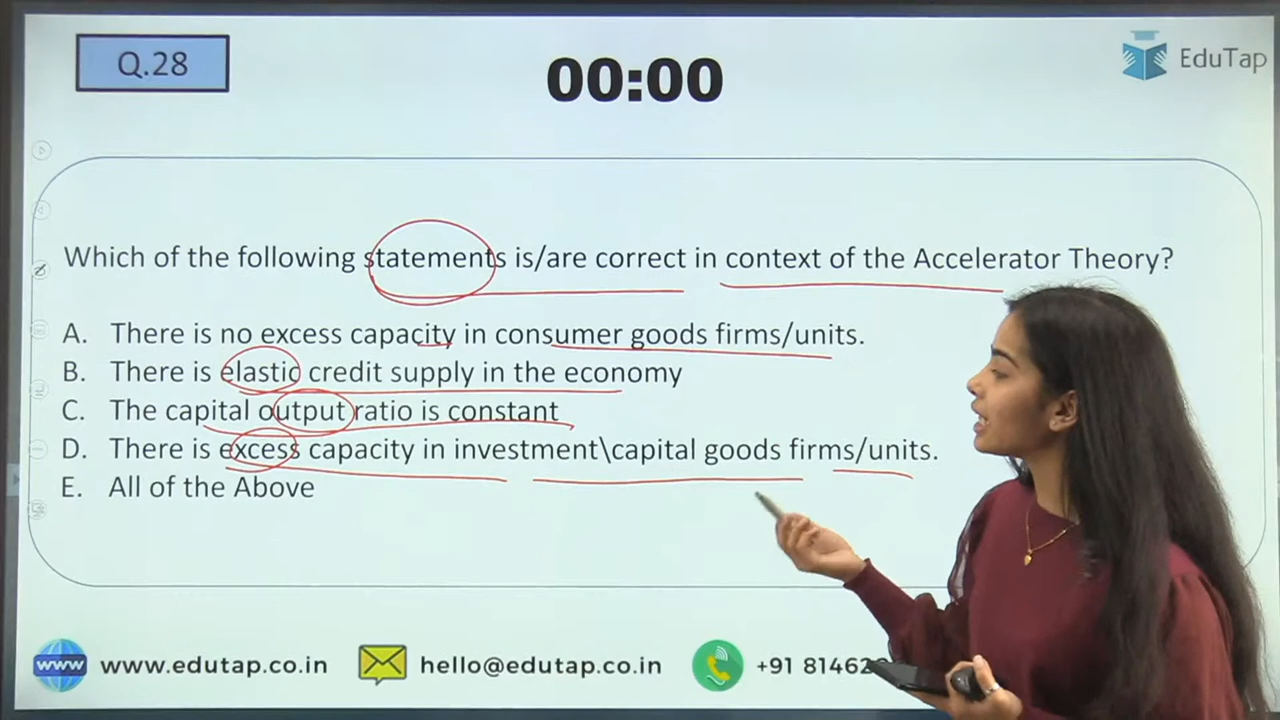 Q.28
00:00
EduTap
Which of the following statements is/are correct in context of the Accelerator Theory?
A. There is no excess capacity in consumer goods firms/units.
B. There is elastic credit supply in the economy
C. The capital output ratio is constant
D. There is excess capacity in investment\capital goods firms/units.
E. All of the Above
www www.edutap.co.in hello@edutap.co.in +91 8146